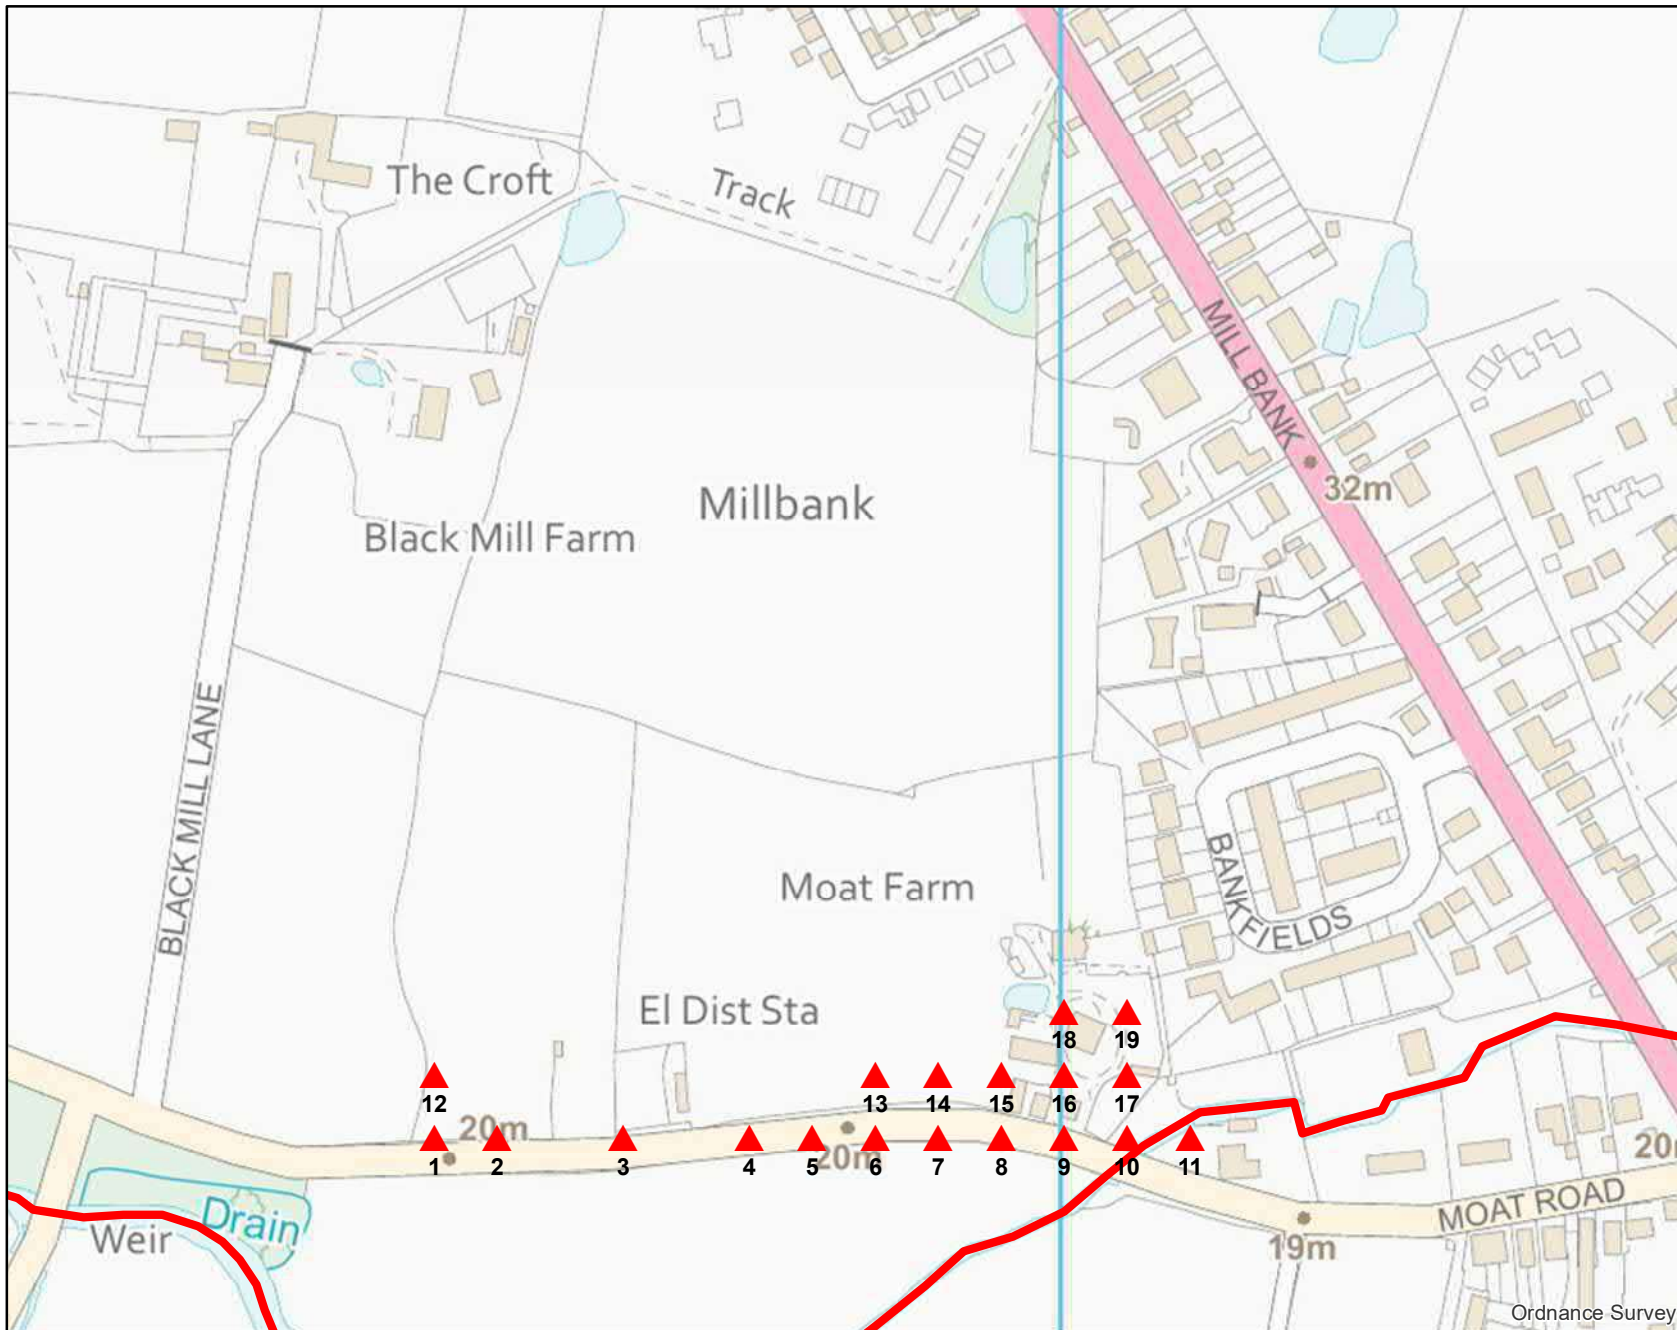 The Croft
Track
MILL BANK
32m
Millbank
Black Mill Farm
BLACK MILL LANE
BANKFIELDS
Moat Farm
El Dist Sta
18
19
12
13
14
15
16
17
20m
1
2
3
4
5
20m
6
7
8
9
10
11
20m
Drain
Weir
MOAT ROAD
19m
Ordnance Survey